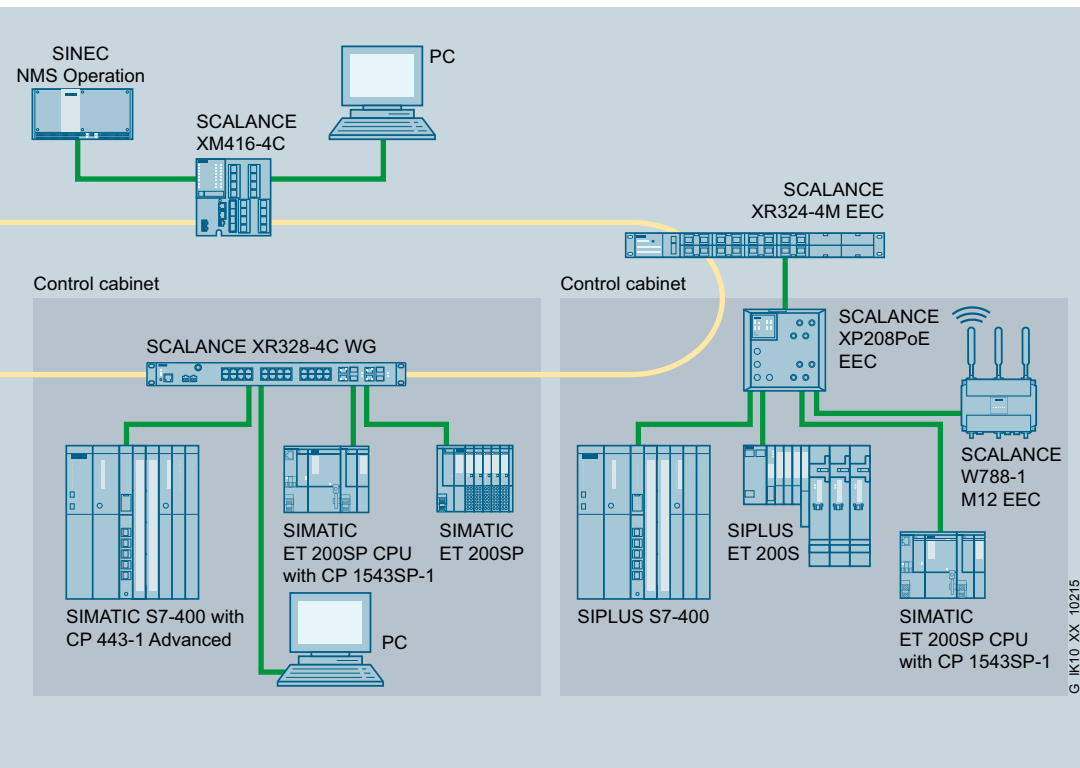 SINEC
NMS Operation
PC
SCALANCE
XM416-4C
SCALANCE
XR324-4M EEC
Control cabinet
SCALANCE XR328-4C WG
SIMATIC S7-400 with
CP 443-1 Advanced
SIMATIC
ET 200SP CPU
with CP 1543SP-1
SIMATIC
ET 200SP
PC
Control cabinet
SCALANCE
XP208PoE
EEC
SCALANCE
W788-1
M12 EEC
SIPLUS
ET 200S
SIPLUS S7-400
SIMATIC
ET 200SP CPU
with CP 1543SP-1
G_IK10_XX_10215